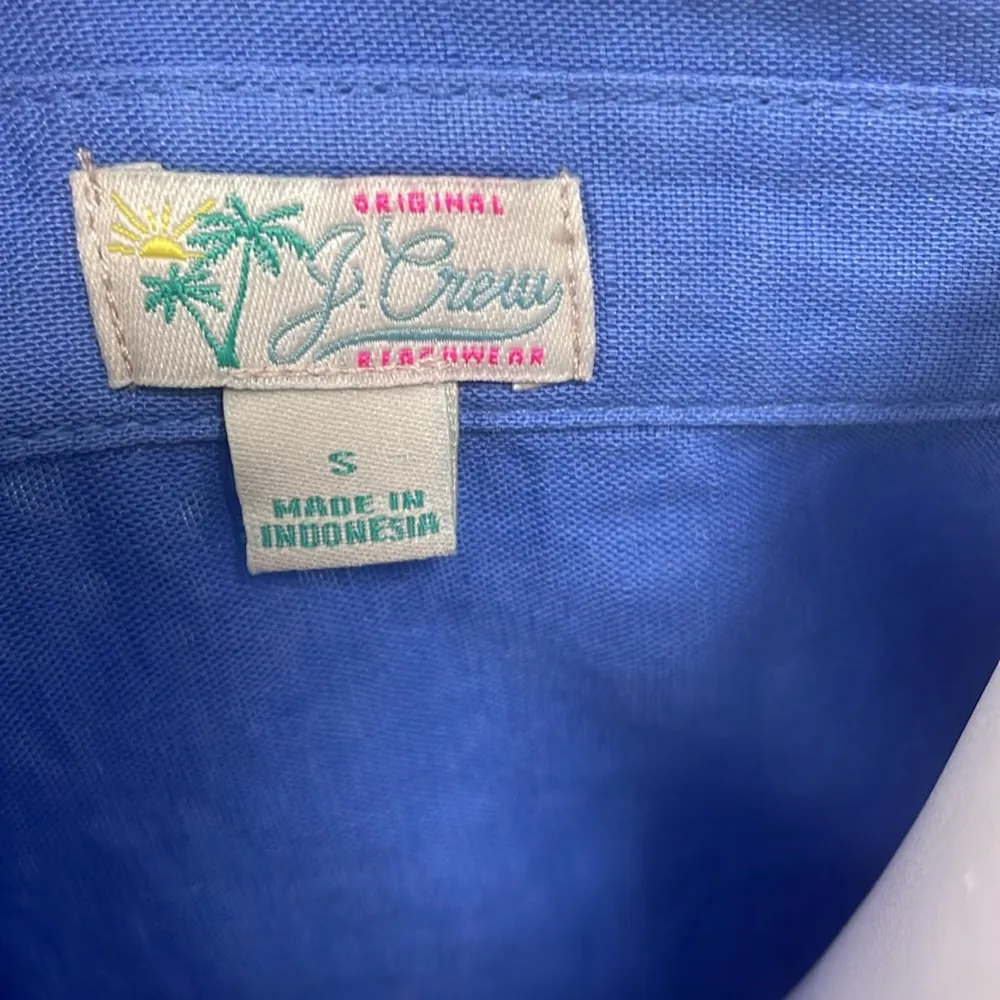 ORIGINAL
J. Crew
BEACHWEAR
S
MADE IN
INDONESIA